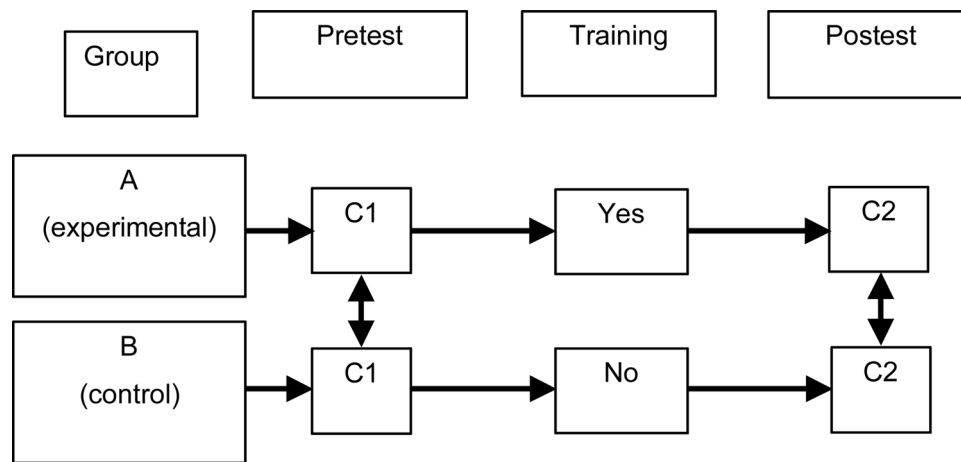 Group
Pretest
Training
Postest
A
(experimental)
C1
Yes
C2
B
(control)
C1
No
C2